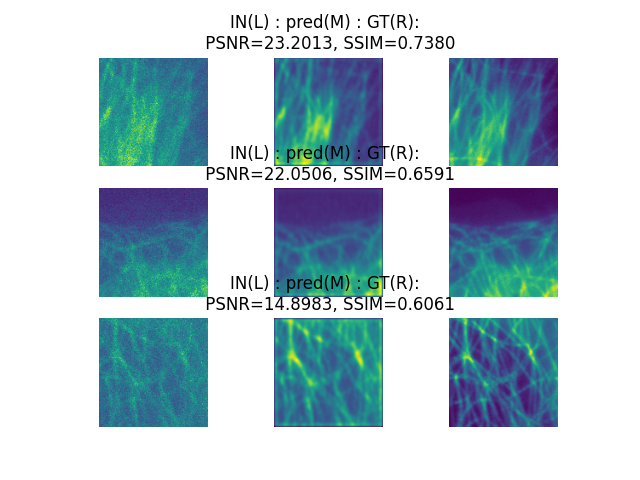 IN(L) : pred(M) : GT(R):
PSNR=23.2013, SSIM=0.7380
IN(L) : pred(M) : GT(R):
PSNR=22.0506, SSIM=0.6591
IN(L) : pred(M) : GT(R):
PSNR=14.8983, SSIM=0.6061